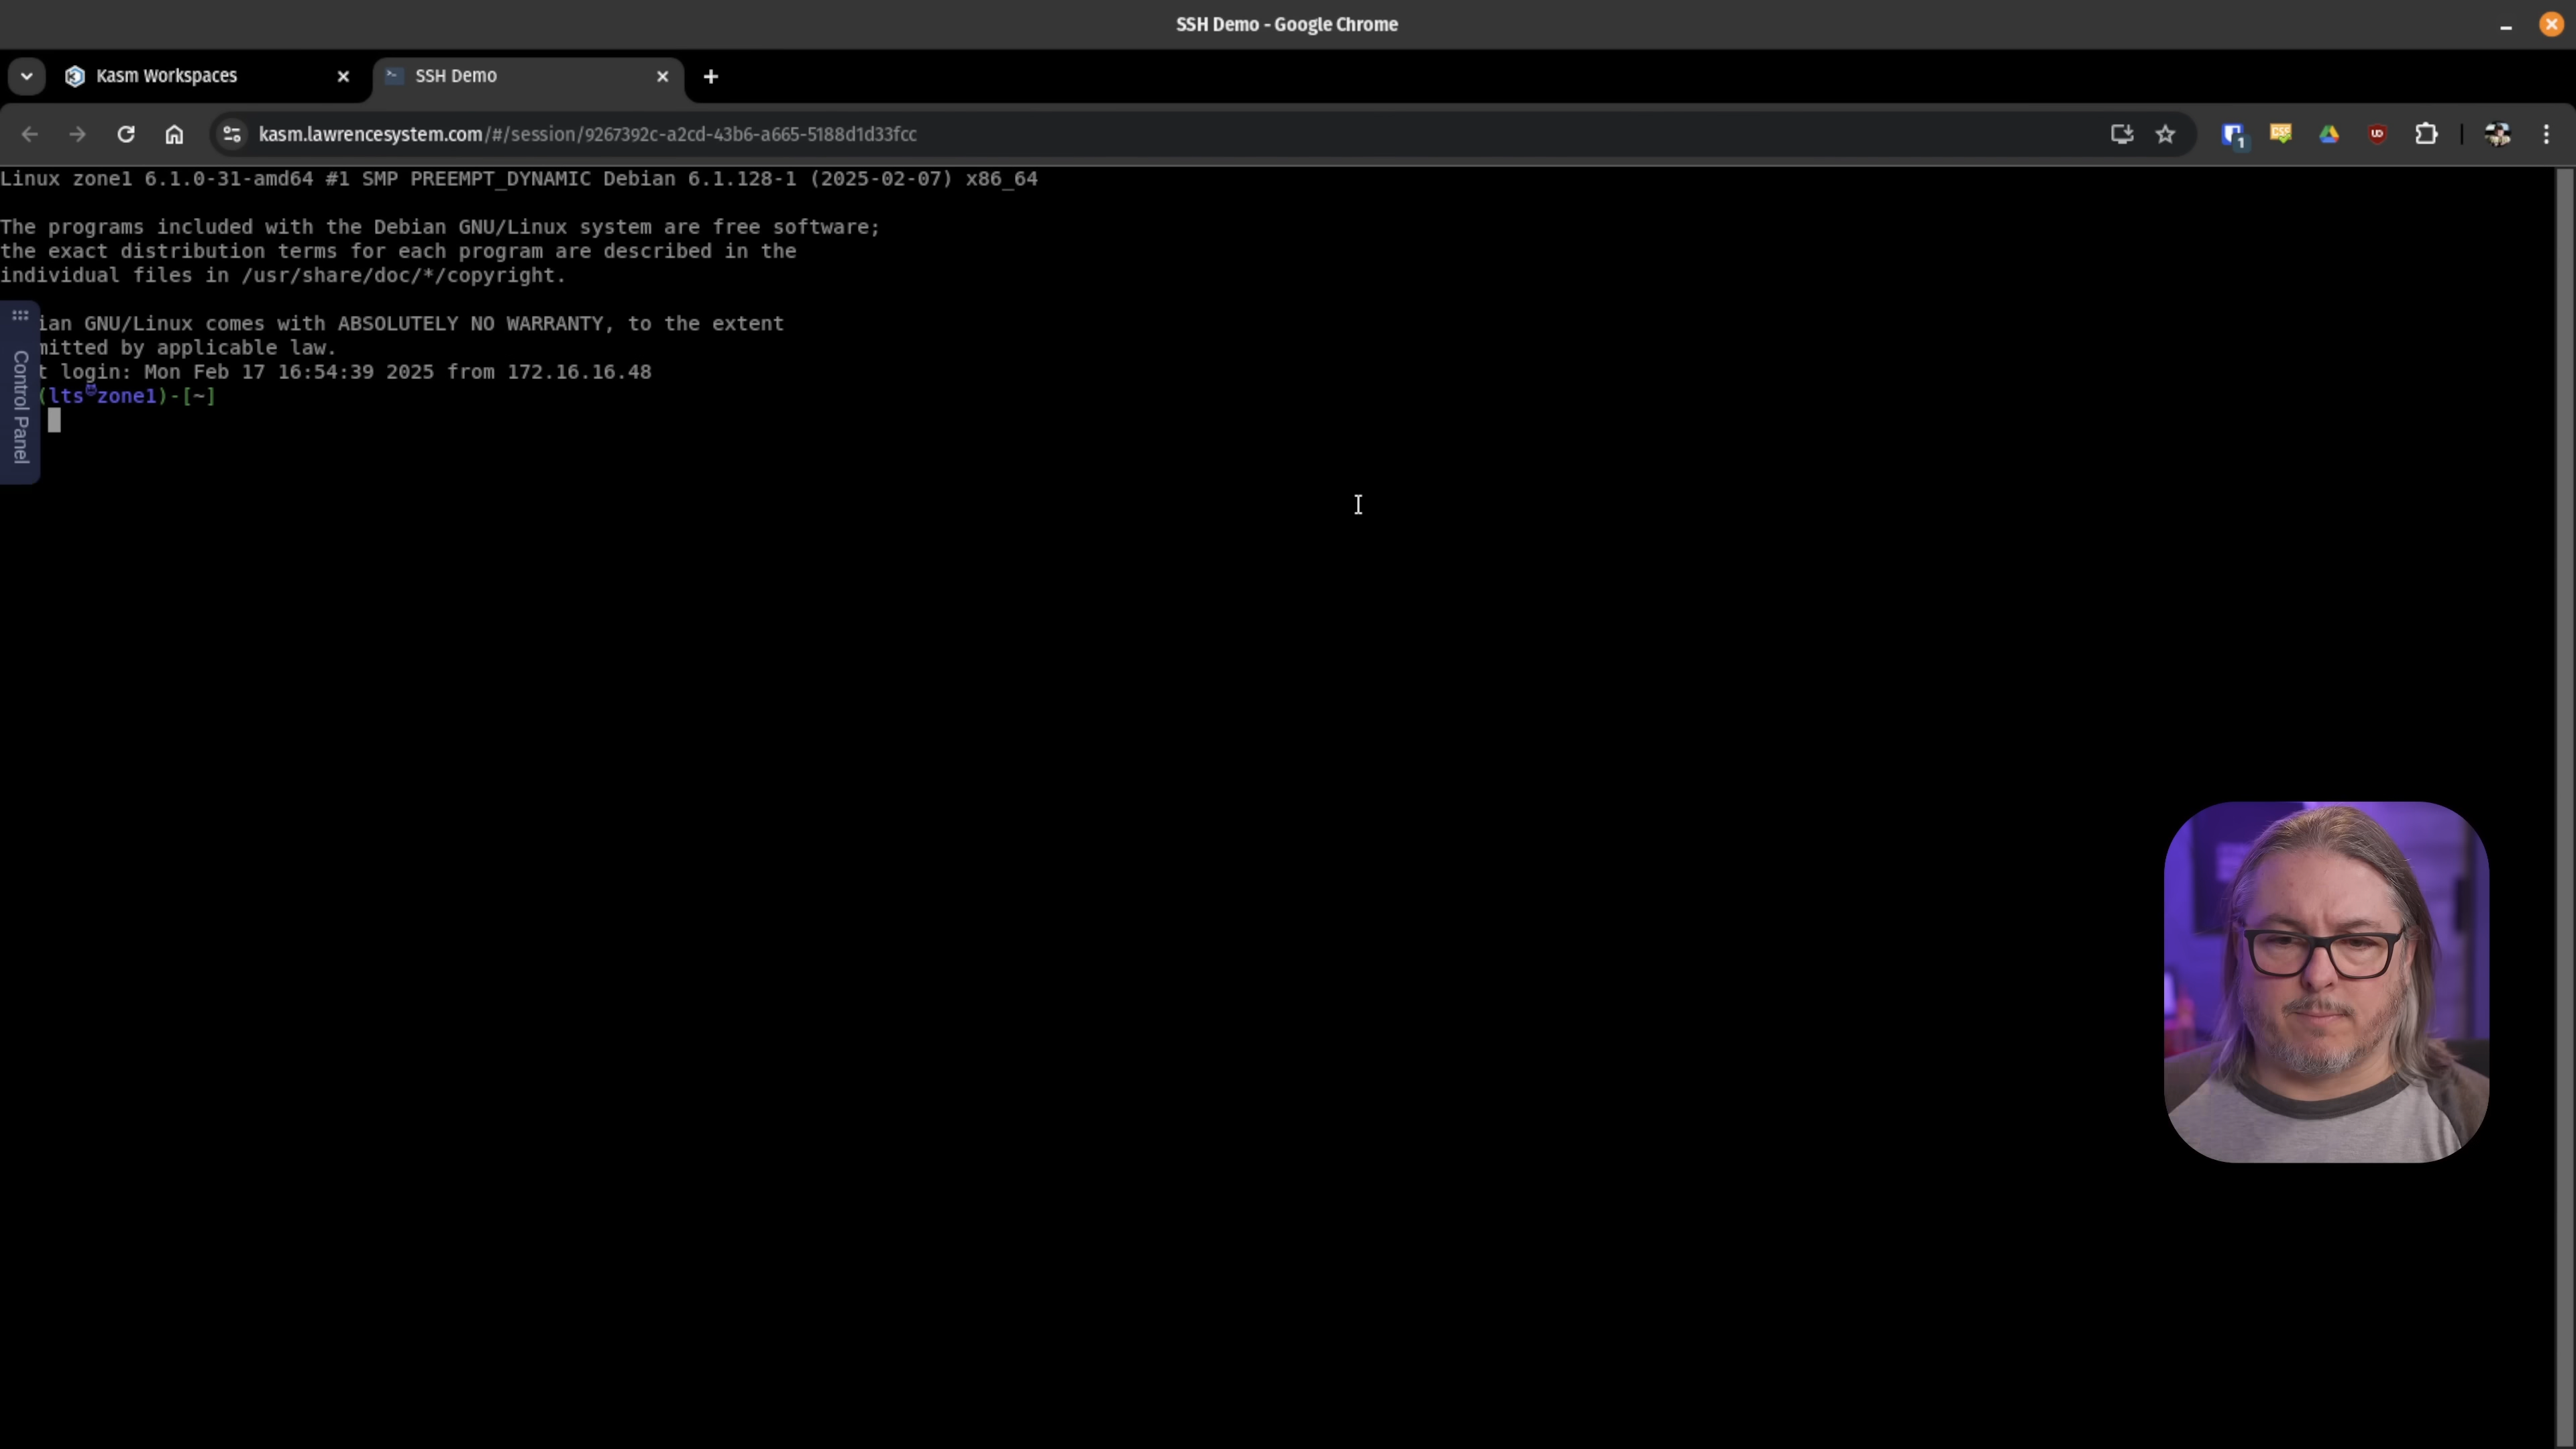 SSH Demo - Google Chrome
Kasm Workspaces
SSH Demo
kasm.lawrencesystem.com/#/session/9267392c-a2cd-43b6-a665-5188d1d33fcc
1
Linux zone1 6.1.0-31-amd64 #1 SMP PREEMPT_DYNAMIC Debian 6.1.128-1 (2025-02-07) x86_64
The programs included with the Debian GNU/Linux system are free software;
the exact distribution terms for each program are described in the
individual files in /usr/share/doc/*/copyright.
ian GNU/Linux comes with ABSOLUTELY NO WARRANTY, to the extent
mitted by applicable law.
t login: Mon Feb 17 16:54:39 2025 from 172.16.16.48
(lts😈zone1)-[~]
Control Panel